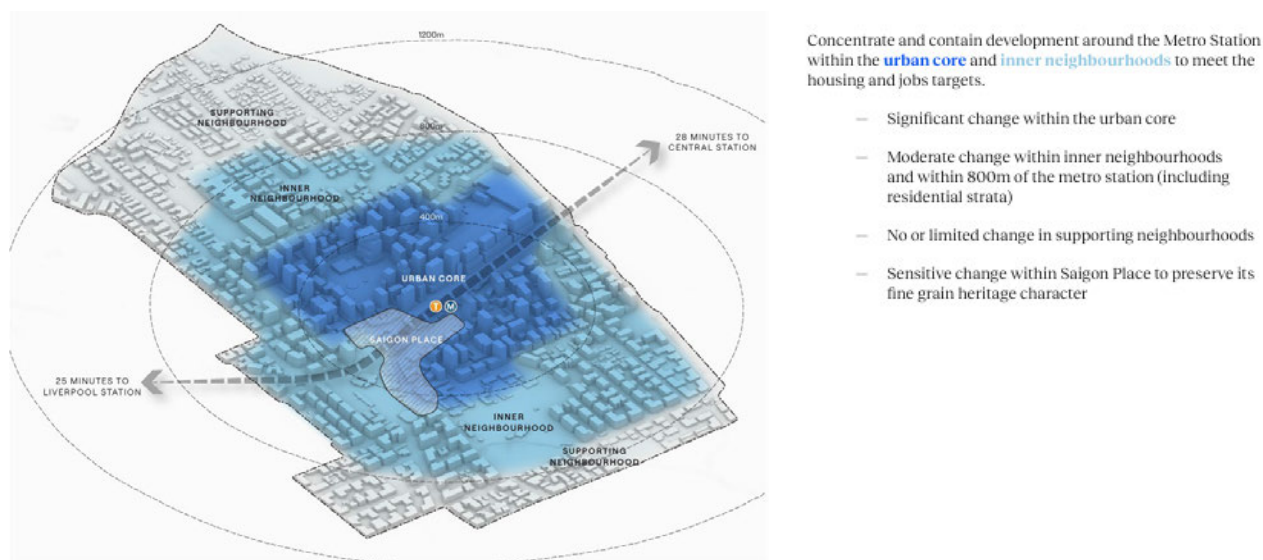 1200m
SUPPORTING
NEIGHBOURHOOD
800m
28 MINUTES TO
CENTRAL STATION
INNER
NEIGHBOURHOOD
400m
URBAN CORE
T M
SAIGON PLACE
25 MINUTES TO
LIVERPOOL STATION
INNER
NEIGHBOURHOOD
SUPPORTING
NEIGHBOURHOOD
Concentrate and contain development around the Metro Station
within the urban core and inner neighbourhoods to meet the
housing and jobs targets.
— Significant change within the urban core
— Moderate change within inner neighbourhoods
and within 800m of the metro station (including
residential strata)
— No or limited change in supporting neighbourhoods
— Sensitive change within Saigon Place to preserve its
fine grain heritage character